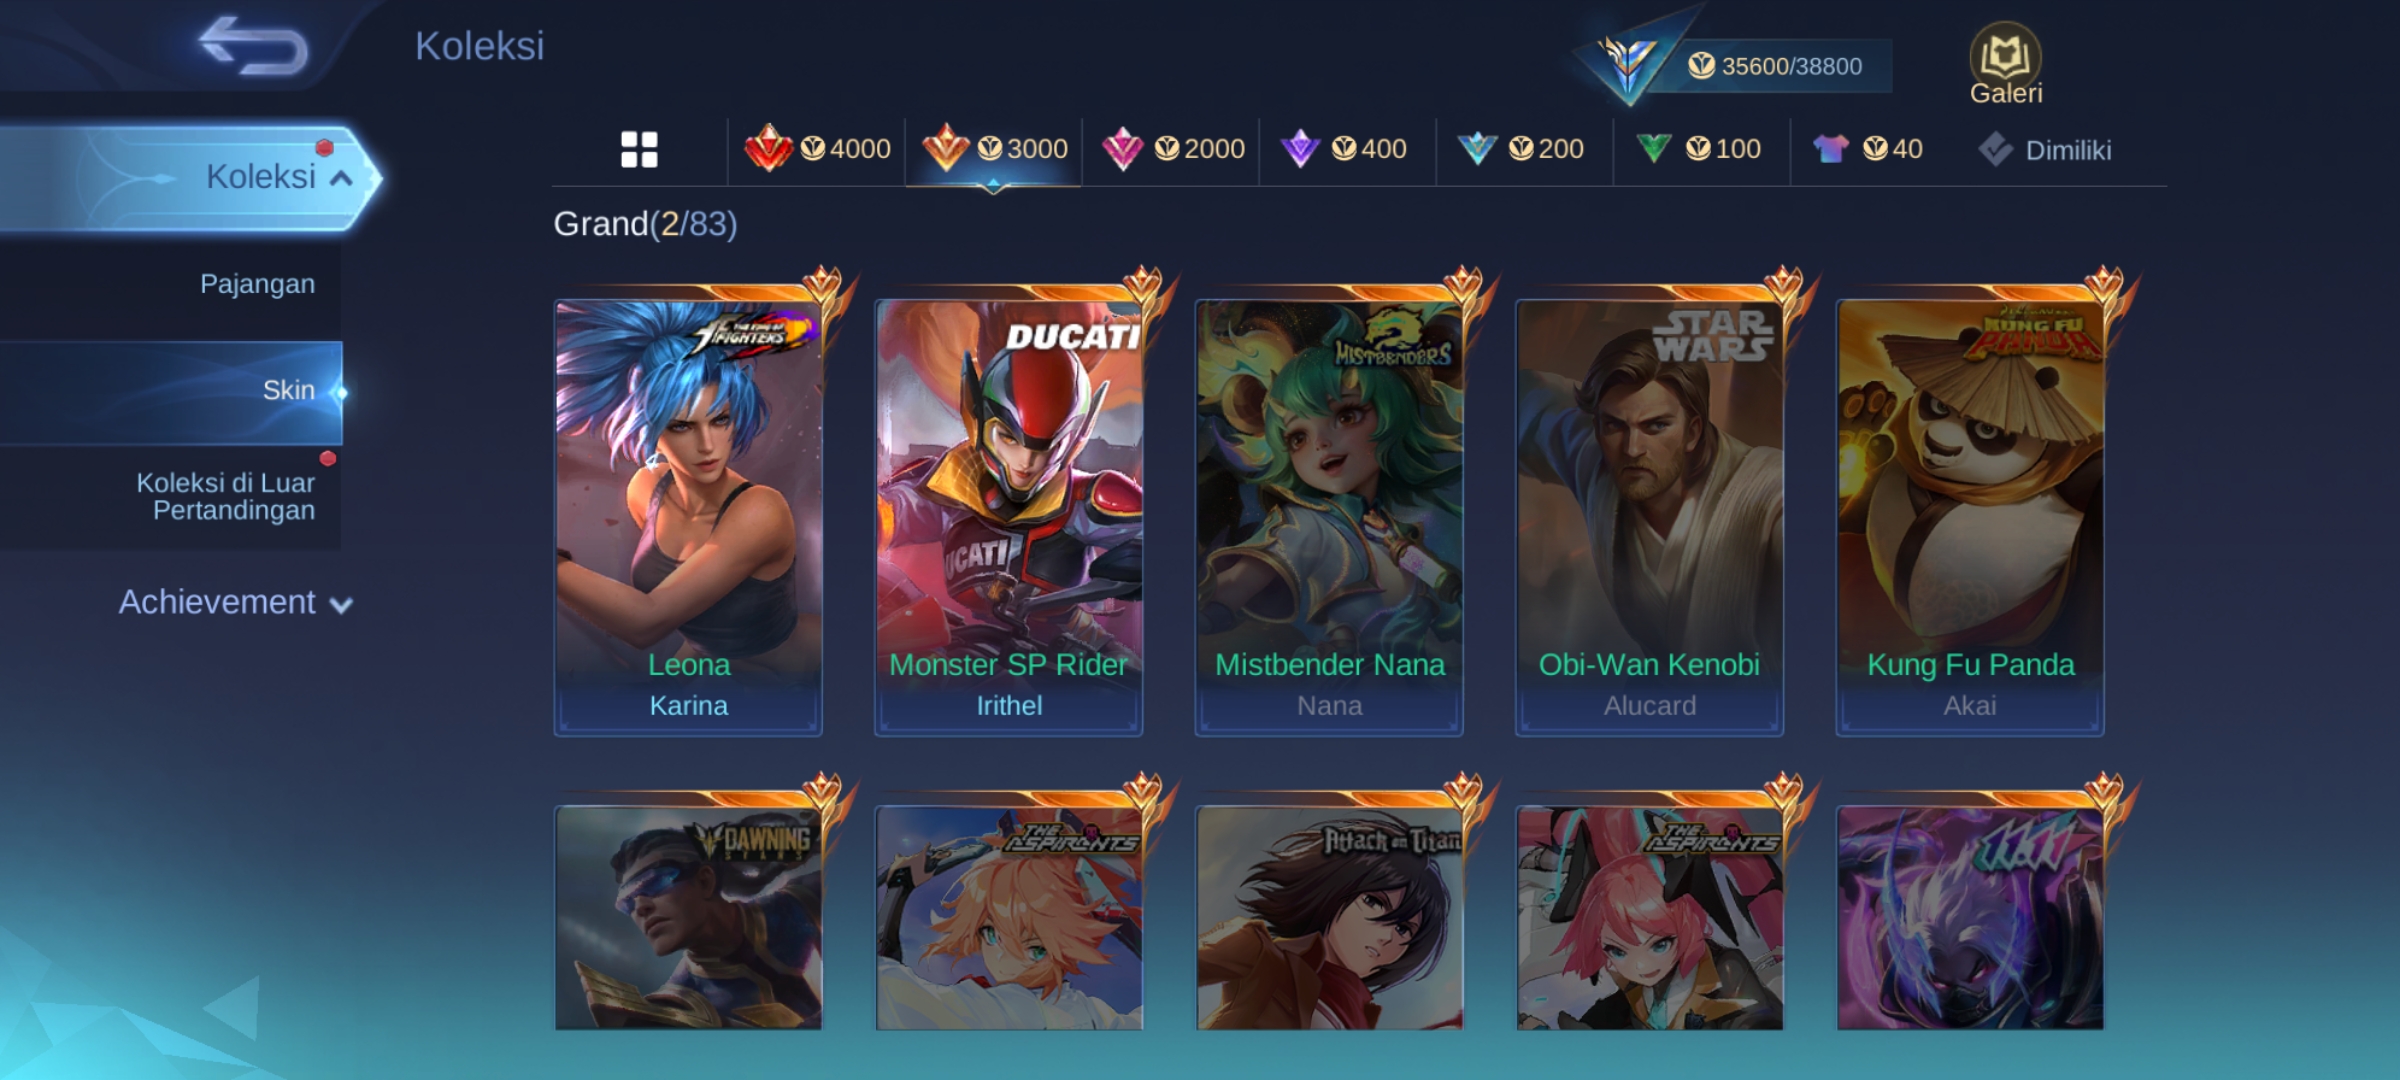 Koleksi
35600/38800
Galeri
4000
3000
2000
400
200
100
40
Dimiliki
Koleksi
Pajangan
Skin
Koleksi di Luar
Pertandingan
Achievement
Grand(2/83)
THE KING OF
FIGHTERS
DUCATI
MISTBENDERS
STAR
WARS
KUNG FU
PANDA
DUCATI
Leona
Karina
Monster SP Rider
Irithel
Mistbender Nana
Nana
Obi-Wan Kenobi
Alucard
Kung Fu Panda
Akai
DAWNING
STARS
THE
ASPIRANTS
Attack on Titan
THE
ASPIRANTS
11.11